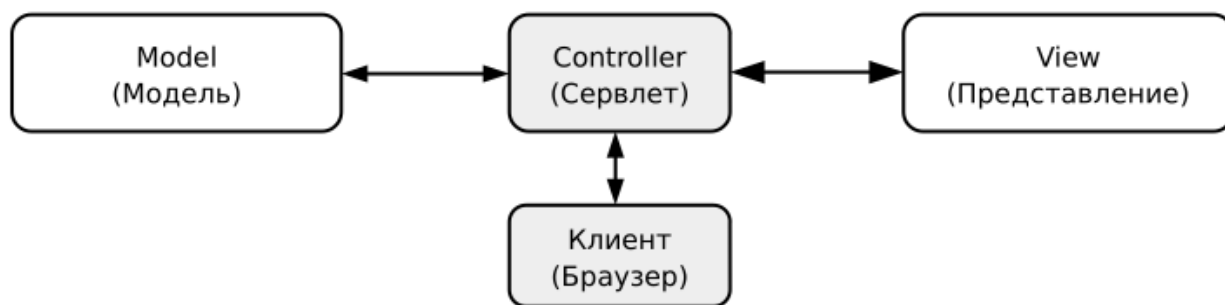 Model
(Модель)
Controller
(Сервлет)
View
(Представление)
Клиент
(Браузер)